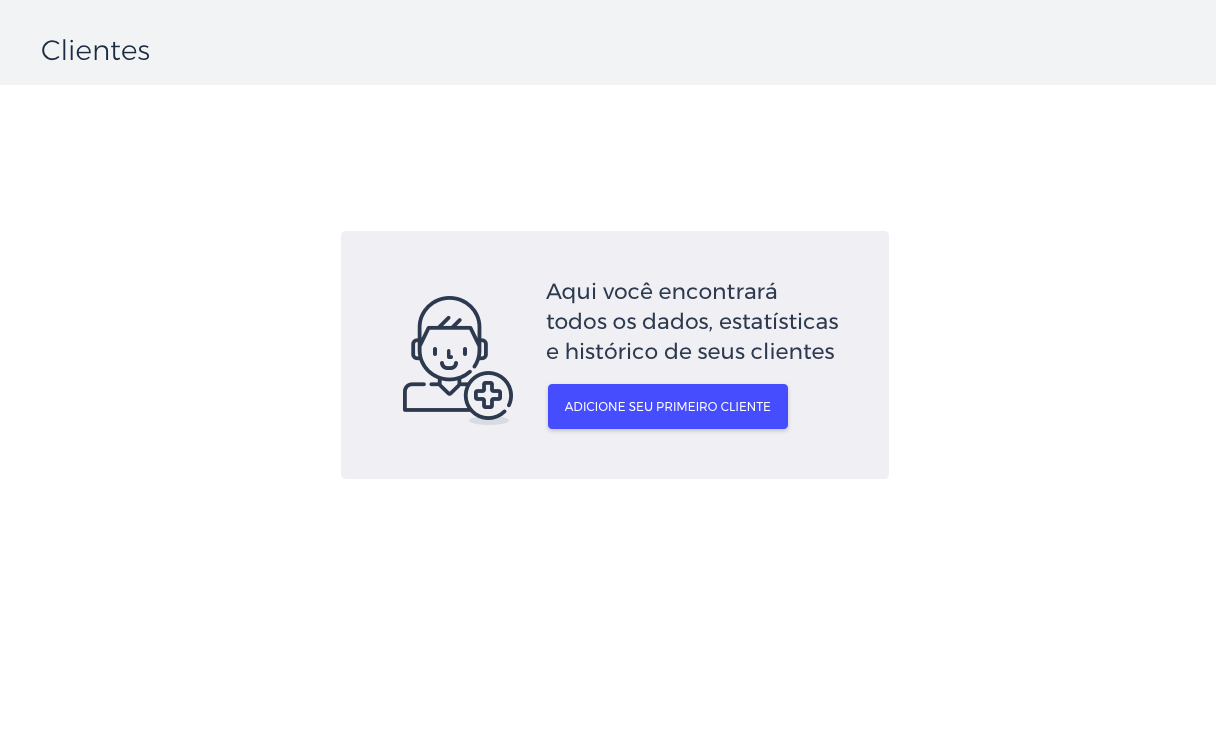 Clientes
Aqui você encontrará
todos os dados, estatísticas
e histórico de seus clientes
ADICIONE SEU PRIMEIRO CLIENTE